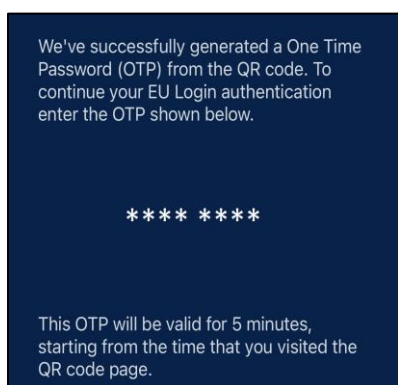 We've successfully generated a One Time
Password (OTP) from the QR code. To
continue your EU Login authentication
enter the OTP shown below.
**** ****
This OTP will be valid for 5 minutes,
starting from the time that you visited the
QR code page.